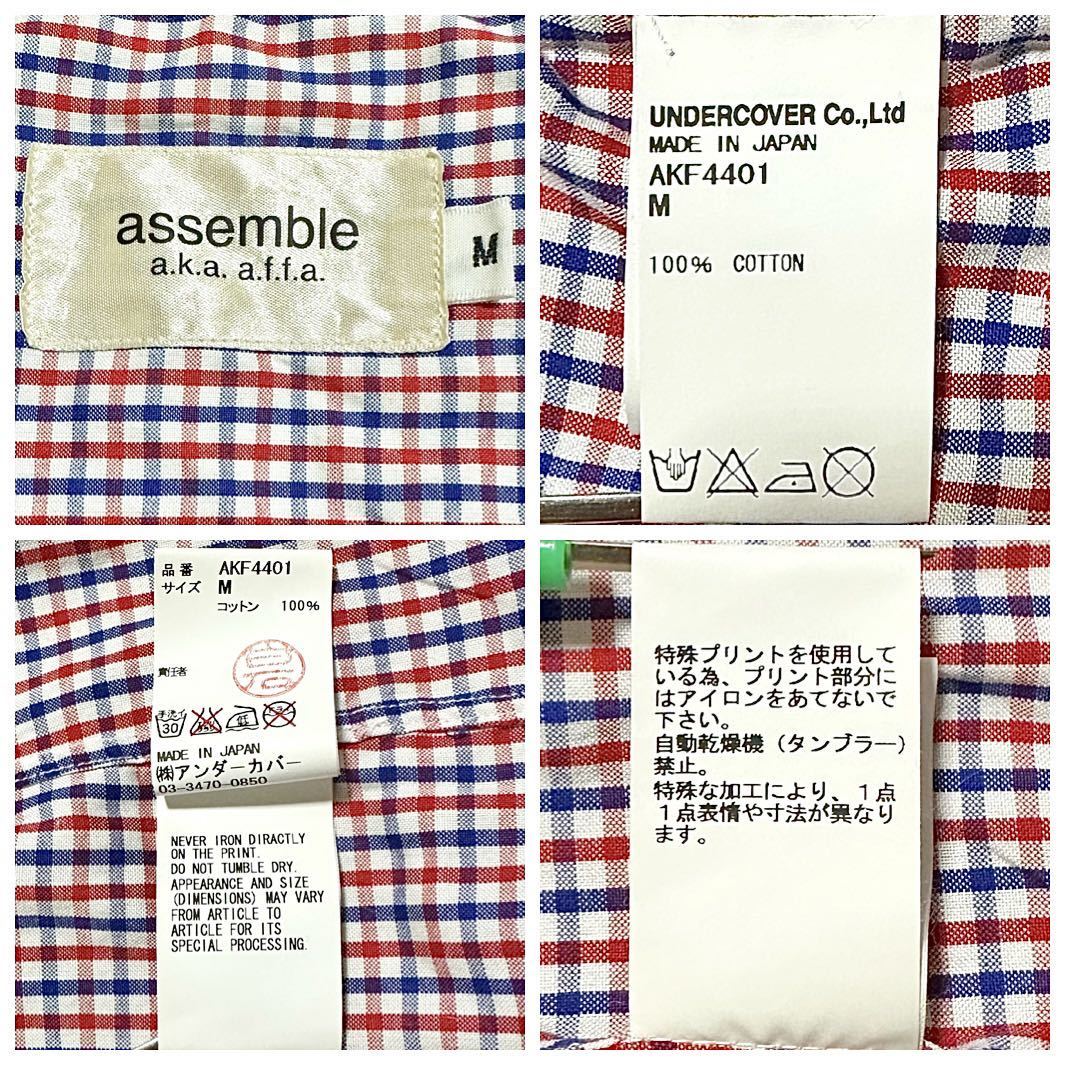 assemble
a.k.a. a.f.f.a.
M
UNDERCOVER Co.,Ltd
MADE IN JAPAN
AKF4401
M
100% COTTON
品番 AKF4401
サイズ M
コットン 100%
責任者
手洗イ
30
低
MADE IN JAPAN
㈱アンダーカバー
03-3470-0850
NEVER IRON DIRACTLY
ON THE PRINT.
DO NOT TUMBLE DRY.
APPEARANCE AND SIZE
(DIMENSIONS) MAY VARY
FROM ARTICLE TO
ARTICLE FOR ITS
SPECIAL PROCESSING.
特殊プリントを使用して
いる為、プリント部分に
はアイロンをあてないで
下さい。
自動乾燥機（タンブラー）
禁止。
特殊な加工により、１点
１点表情や寸法が異なり
ます。